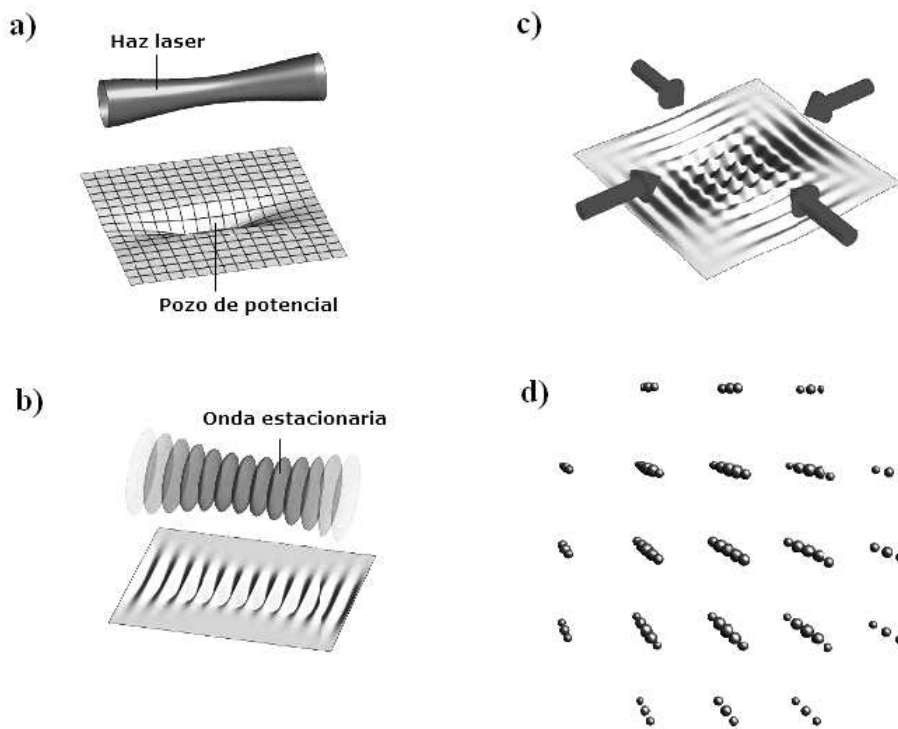 a)
Haz laser
Pozo de potencial
b)
Onda estacionaria
c)
d)